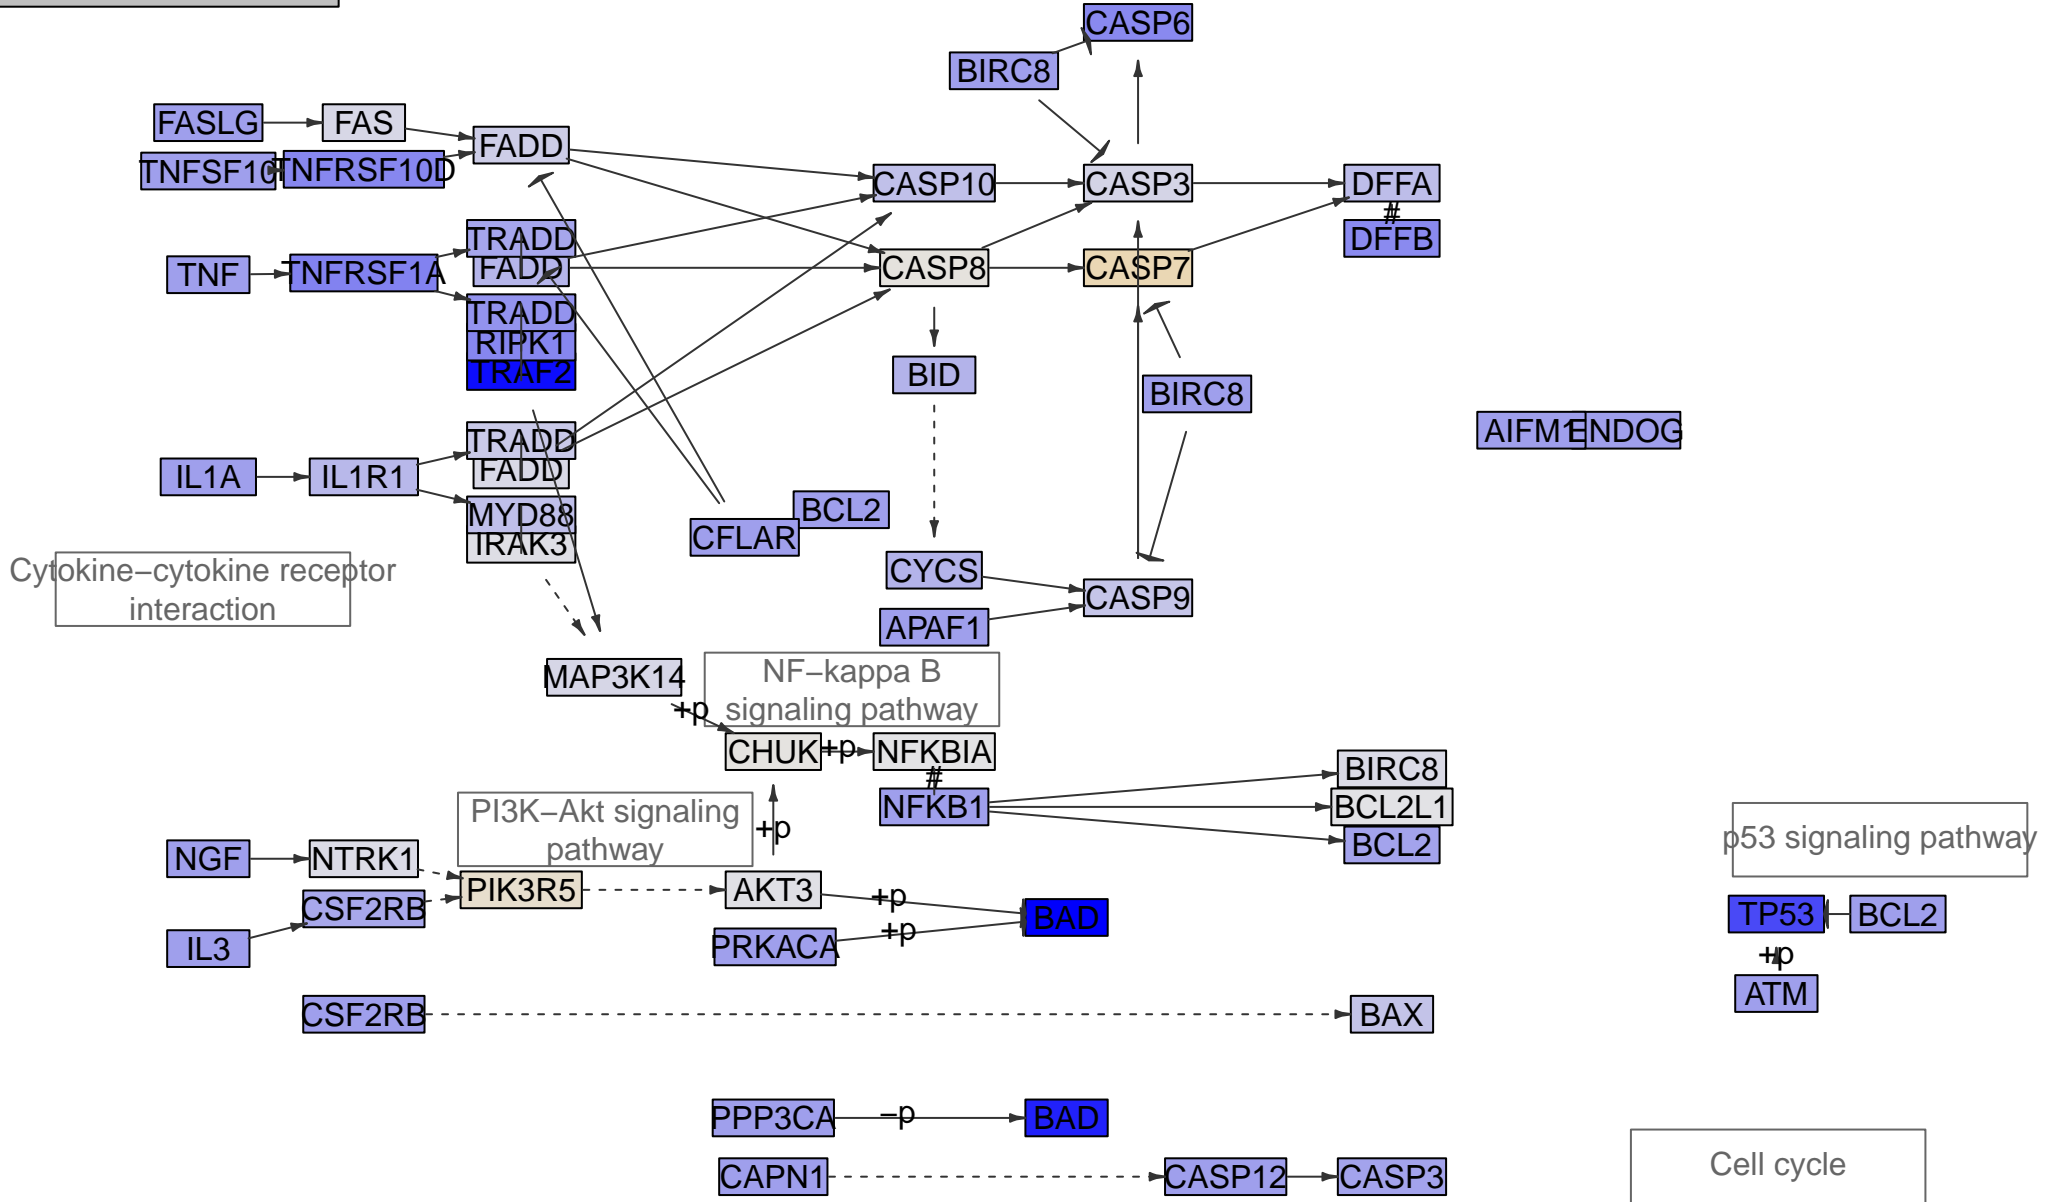 CASP6
BIRC8
FASLG
FAS
FADD
TNFSF10
TNFRSF10D
CASP10
CASP3
DFFA
#
DFFB
TRADD
FADD
TNF
TNFRSF1A
CASP8
CASP7
TRADD
RIPK1
TRAF2
BID
BIRC8
AIFM1
ENDOG
TRADD
FADD
IL1A
IL1R1
MYD88
IRAK3
BCL2
CFLAR
CYCS
CASP9
APAF1
Cytokine–cytokine receptor
interaction
MAP3K14
NF–kappa B
signaling pathway
+p
CHUK
+p
NFKBIA
#
NFKB1
BIRC8
BCL2L1
BCL2
PI3K–Akt signaling
pathway
+p
p53 signaling pathway
NGF
NTRK1
PIK3R5
AKT3
+p
BAD
CSF2RB
IL3
PRKACA
+p
TP53
BCL2
+p
ATM
CSF2RB
BAX
PPP3CA
–p
BAD
CAPN1
CASP12
CASP3
Cell cycle